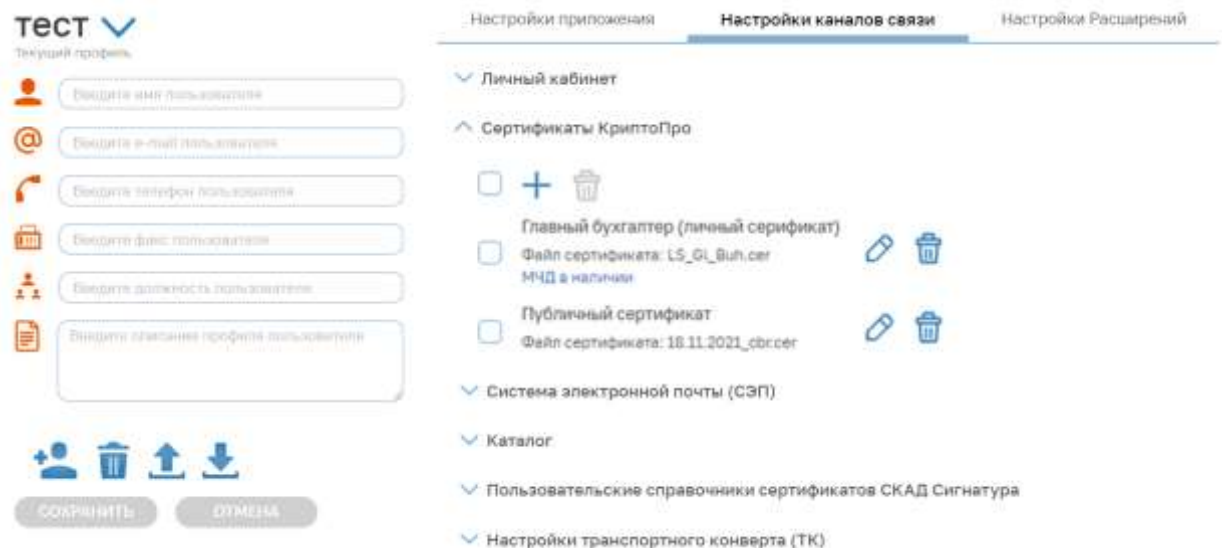 тест
Текущий профиль
Введите имя пользователя
Введите e-mail пользователя
Введите телефон пользователя
Введите факс пользователя
Введите должность пользователя
Введите описание профиля пользователя
СОХРАНИТЬ
ОТМЕНА
Настройки приложения
Настройки каналов связи
Настройки Расширений
Личный кабинет
Сертификаты КриптоПро
Главный бухгалтер (личный серификат)
Файл сертификата: LS_Gl_Buh.cer
МЧД в наличии
Публичный сертификат
Файл сертификата: 18.11.2021_cbr.cer
Система электронной почты (СЭП)
Каталог
Пользовательские справочники сертификатов СКАД Сигнатура
Настройки транспортного конверта (ТК)